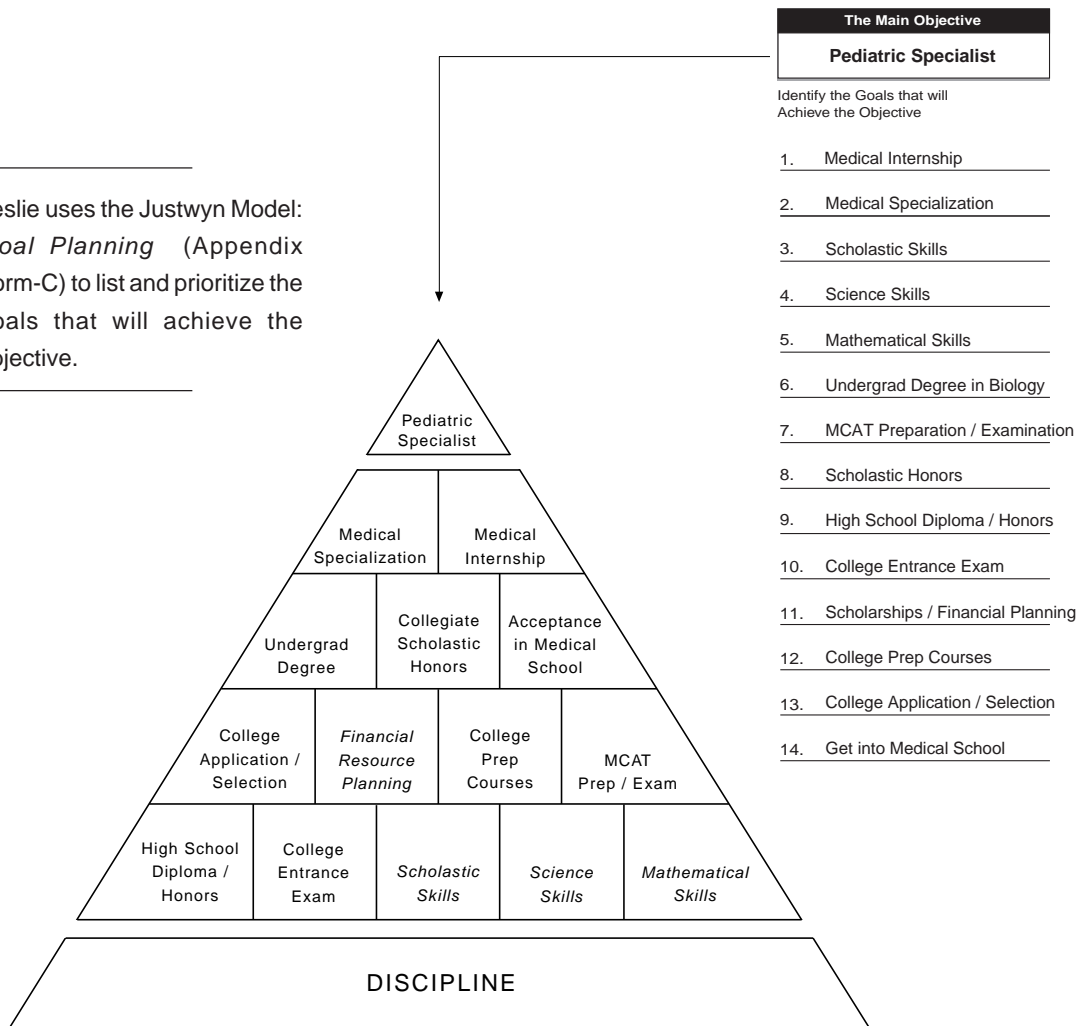 The Main Objective
Pediatric Specialist
Identify the Goals that will
Achieve the Objective
1. Medical Internship
2. Medical Specialization
3. Scholastic Skills
4. Science Skills
5. Mathematical Skills
6. Undergrad Degree in Biology
7. MCAT Preparation / Examination
8. Scholastic Honors
9. High School Diploma / Honors
10. College Entrance Exam
11. Scholarships / Financial Planning
12. College Prep Courses
13. College Application / Selection
14. Get into Medical School
eslie uses the Justwyn Model:
oal Planning (Appendix
orm-C) to list and prioritize the
oals that will achieve the
bjective.
Pediatric
Specialist
Medical
Specialization
Medical
Internship
Undergrad
Degree
Collegiate
Scholastic
Honors
Acceptance
in Medical
School
College
Application /
Selection
Financial
Resource
Planning
College
Prep
Courses
MCAT
Prep / Exam
High School
Diploma /
Honors
College
Entrance
Exam
Scholastic
Skills
Science
Skills
Mathematical
Skills
DISCIPLINE